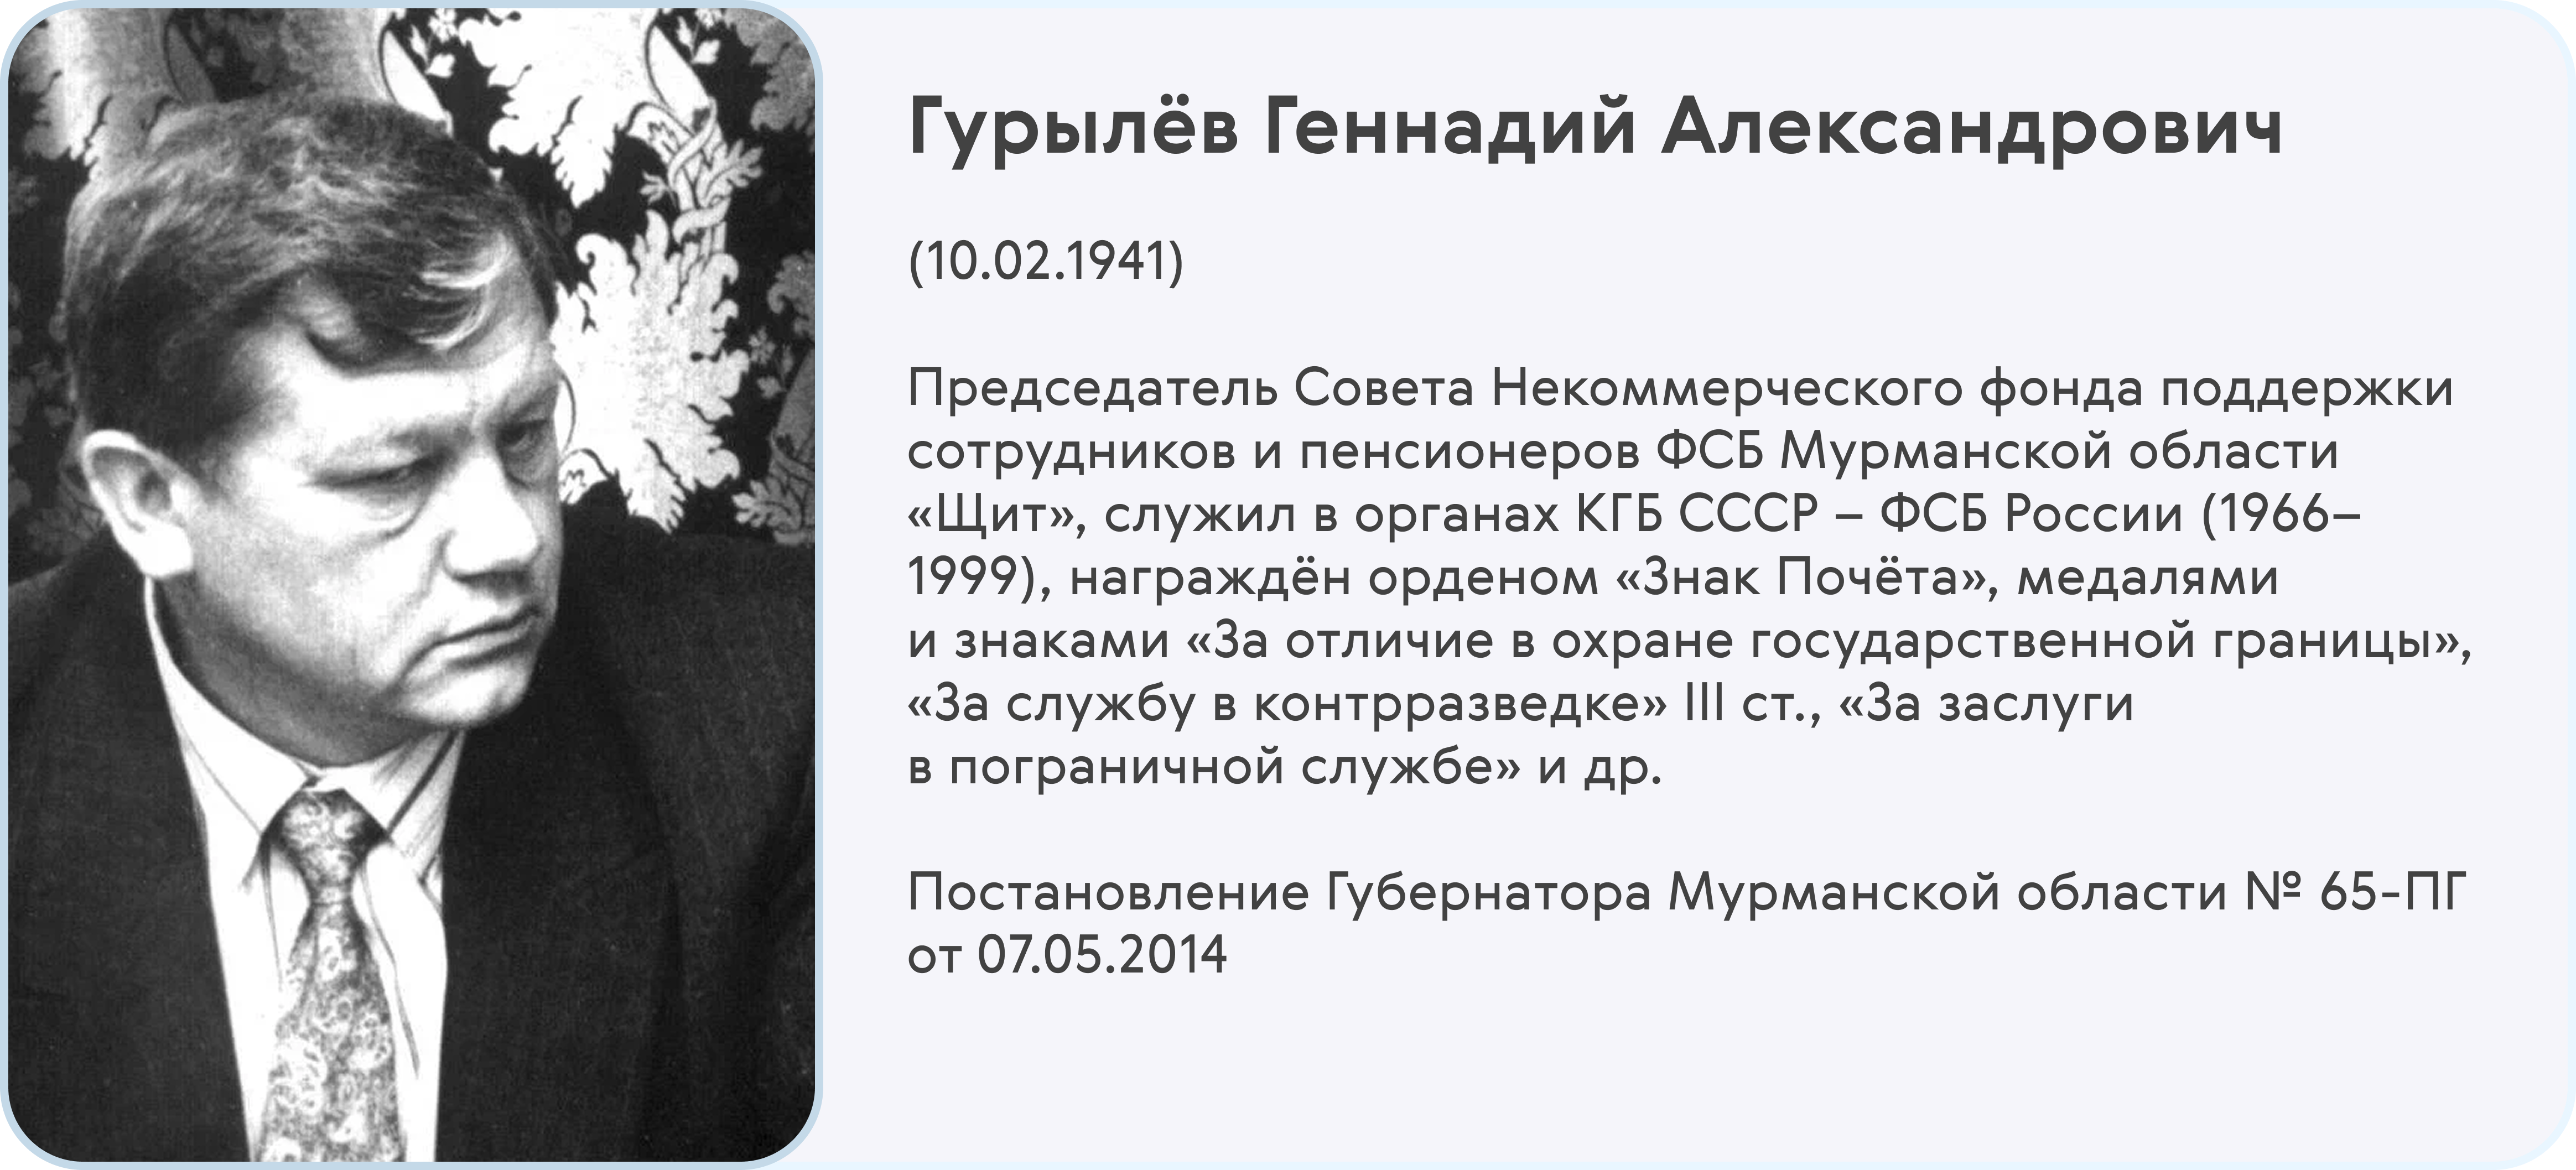 Гурылёв Геннадий Александрович
(10.02.1941)
Председатель Совета Некоммерческого фонда поддержки
сотрудников и пенсионеров ФСБ Мурманской области
«Щит», служил в органах КГБ СССР – ФСБ России (1966–
1999), награждён орденом «Знак Почёта», медалями
и знаками «За отличие в охране государственной границы»,
«За службу в контрразведке» III ст., «За заслуги
в пограничной службе» и др.
Постановление Губернатора Мурманской области № 65-ПГ
от 07.05.2014